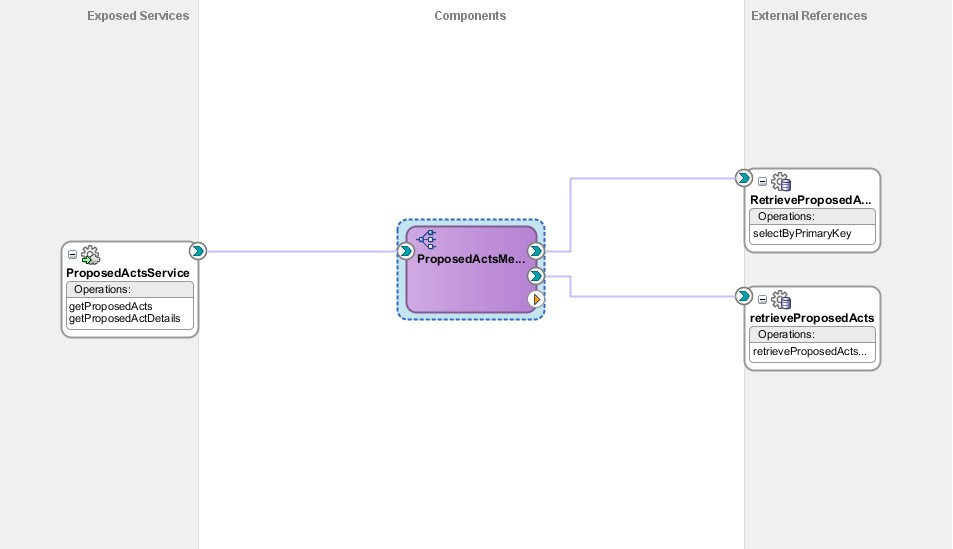 Exposed Services
Components
External References
ProposedActsService
Operations:
getProposedActs
getProposedActDetails
ProposedActsMe...
RetrieveProposedA...
Operations:
selectByPrimaryKey
retrieveProposedActs
Operations:
retrieveProposedActs...